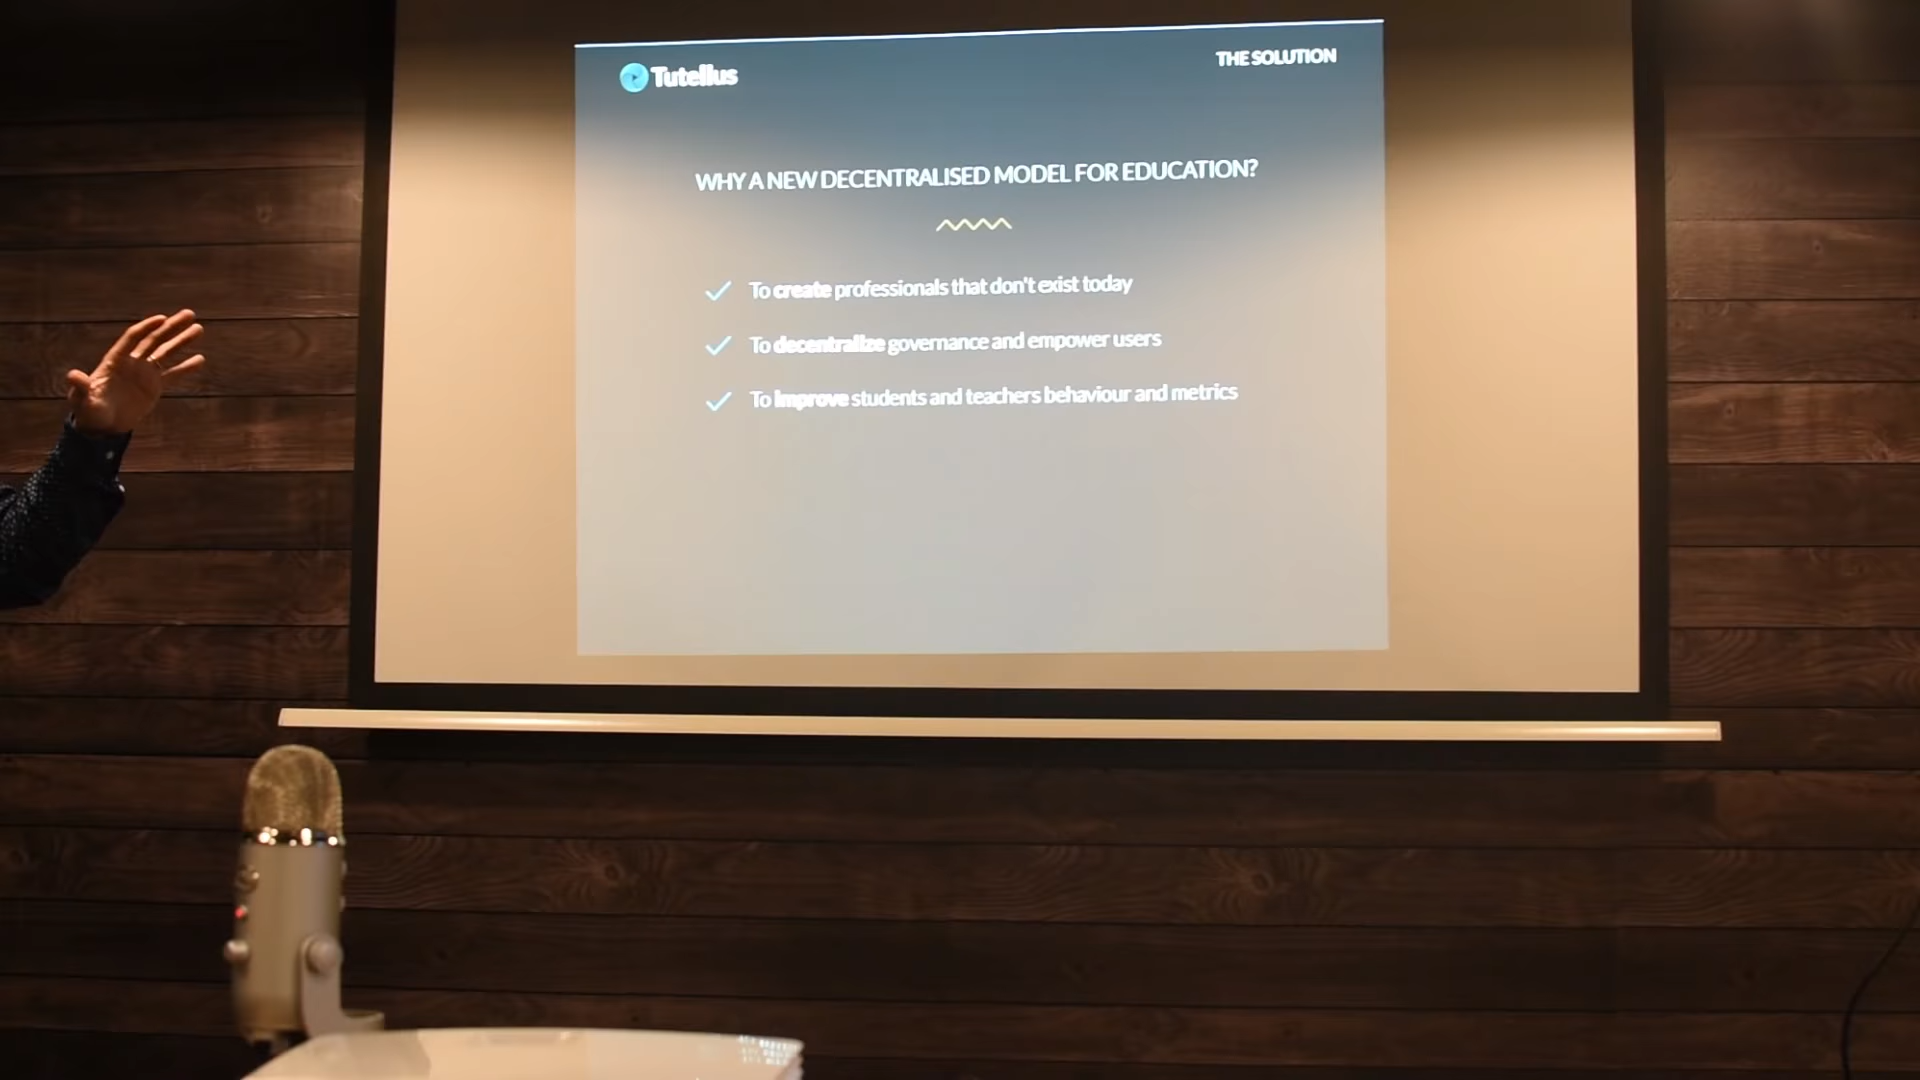 Tutellus
THE SOLUTION
WHY A NEW DECENTRALISED MODEL FOR EDUCATION?
To create professionals that don't exist today
To decentralize governance and empower users
To improve students and teachers behaviour and metrics